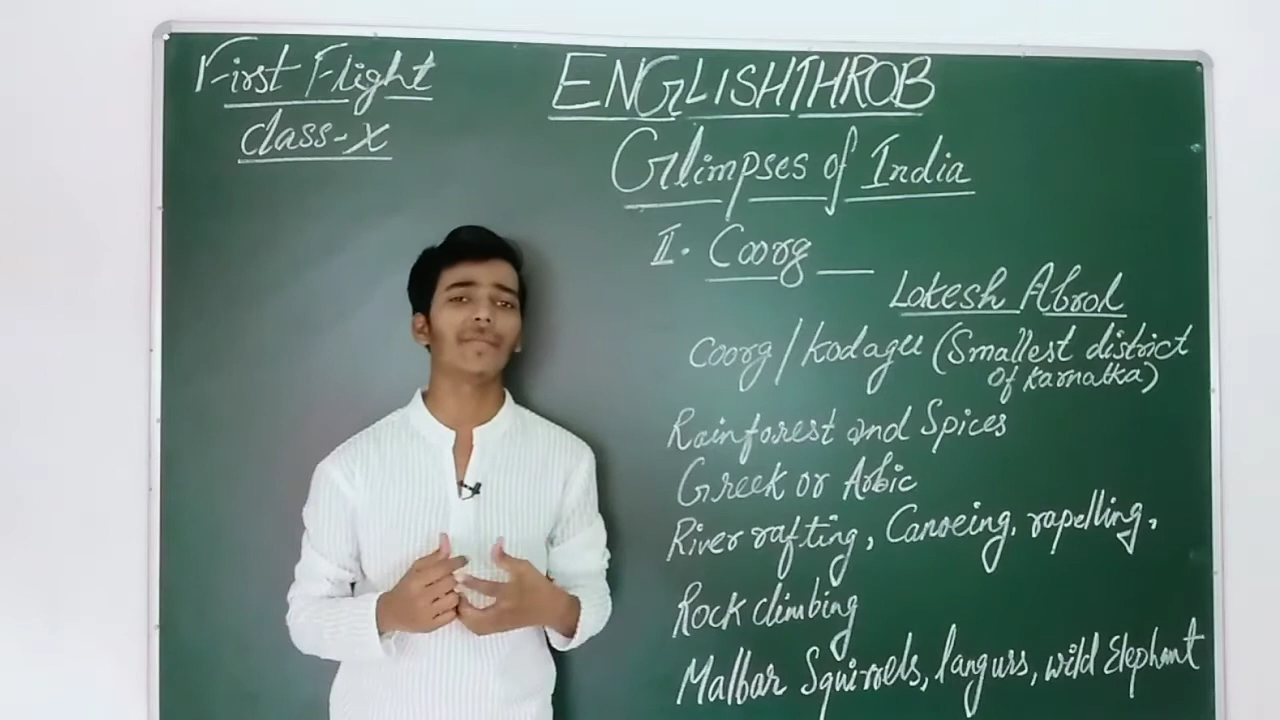 First Flight
Class-X
ENGLISHTHROB
Glimpses of India
II. Coorg —
Lokesh Abrol
Coorg/Kodagu (Smallest district
of Karnatka)
Rainforest and Spices
Greek or Arbic
River rafting, Canoeing, rapelling,
Rock climbing
Malbar Squirrels, langurs, wild Elephant